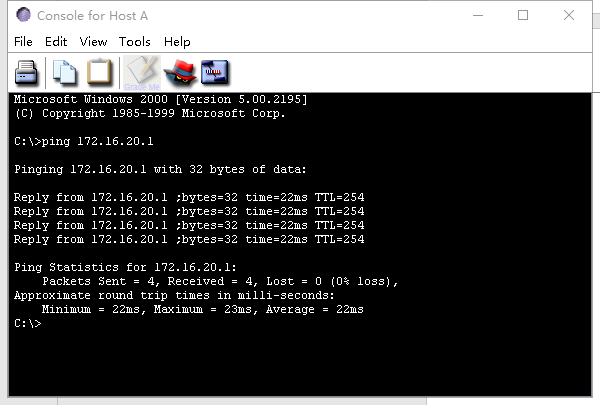 Console for Host A
File Edit View Tools Help
Microsoft Windows 2000 [Version 5.00.2195]
(C) Copyright 1985-1999 Microsoft Corp.
C:\>ping 172.16.20.1
Pinging 172.16.20.1 with 32 bytes of data:
Reply from 172.16.20.1 ;bytes=32 time=22ms TTL=254
Reply from 172.16.20.1 ;bytes=32 time=22ms TTL=254
Reply from 172.16.20.1 ;bytes=32 time=22ms TTL=254
Reply from 172.16.20.1 ;bytes=32 time=22ms TTL=254
Ping Statistics for 172.16.20.1:
Packets Sent = 4, Received = 4, Lost = 0 (0% loss),
Approximate round trip times in milli-seconds:
Minimum = 22ms, Maximum = 23ms, Average = 22ms
C:\>